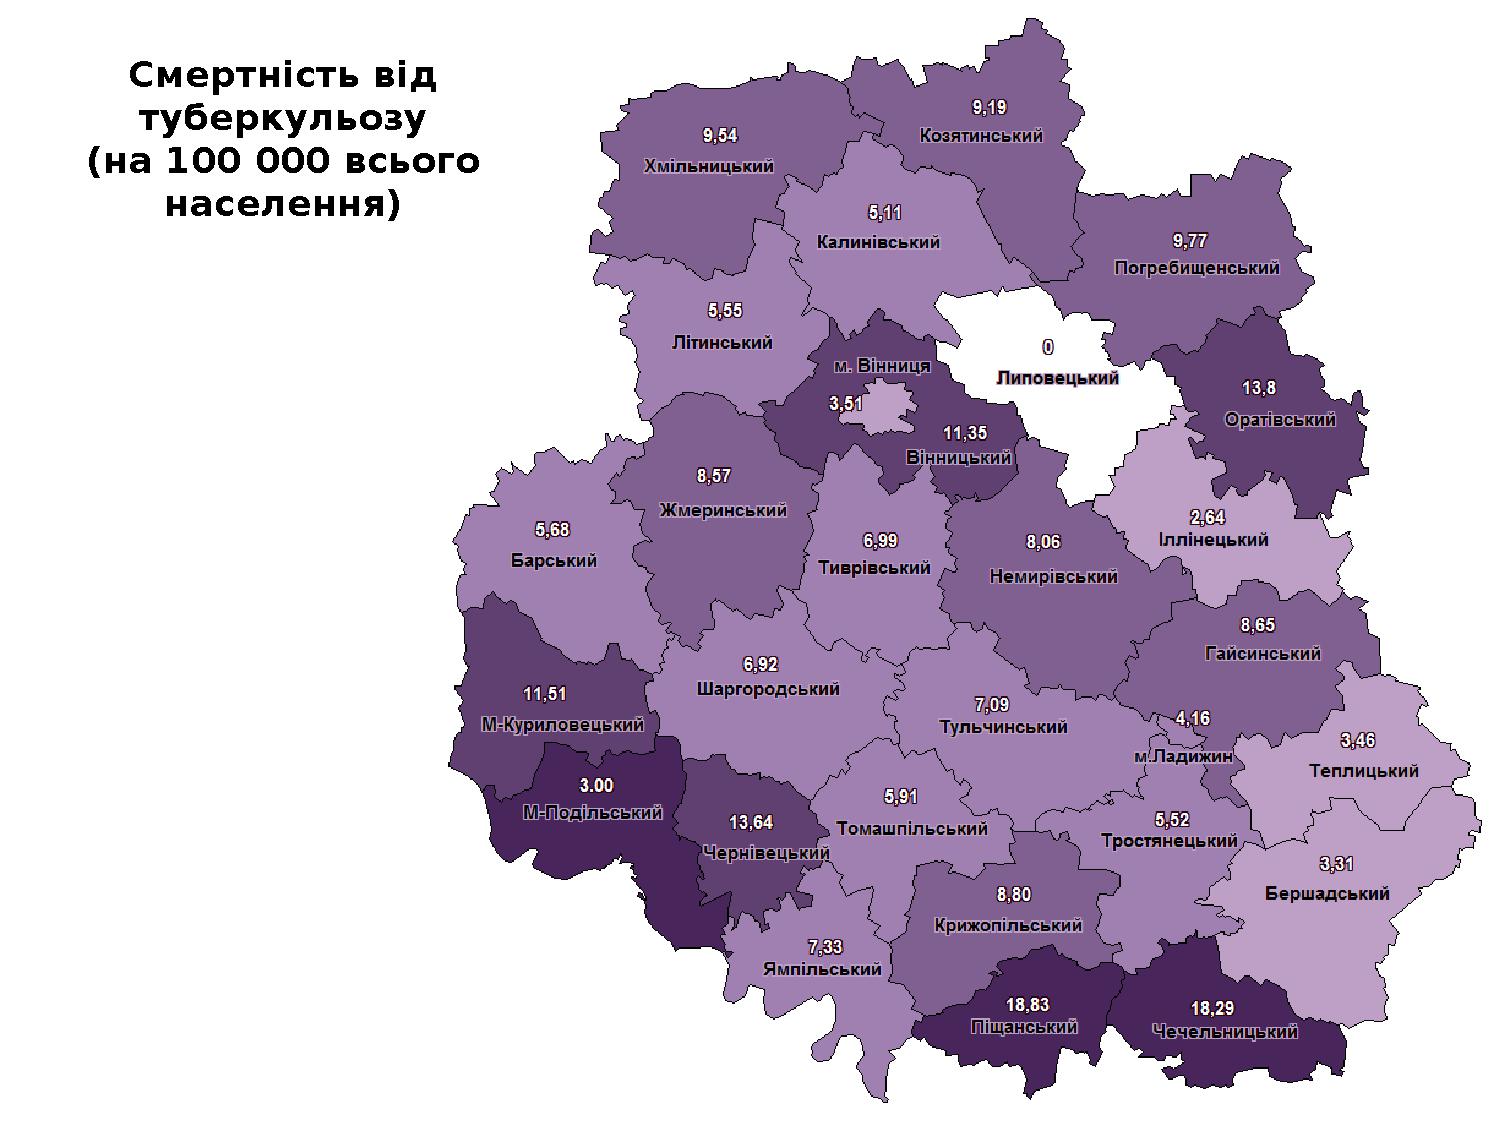 Смертність від
туберкульозу
(на 100 000 всього
населення)
9,19
Козятинський
9,54
Хмільницький
5,11
Калинівський
9,77
Погребищенський
5,55
Літинський
0
Липовецький
м. Вінниця
3,51
13,8
Оратівський
11,35
Вінницький
8,57
Жмеринський
2,64
Іллінецький
5,68
Барський
6,99
Тиврівський
8,06
Немирівський
8,65
Гайсинський
6,92
Шаргородський
11,51
М-Куриловецький
7,09
Тульчинський
4,16
м.Ладижин
3,46
Теплицький
3.00
М-Подільський
5,91
Томашпільський
13,64
Чернівецький
5,52
Тростянецький
3,31
Бершадський
8,80
Крижопільський
7,33
Ямпільський
18,83
Піщанський
18,29
Чечельницький